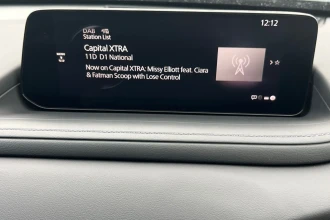 DAB
12:12
Station List
Capital XTRA
11D D1 National
Now on Capital XTRA: Missy Elliott feat. Ciara
& Fatman Scoop with Lose Control